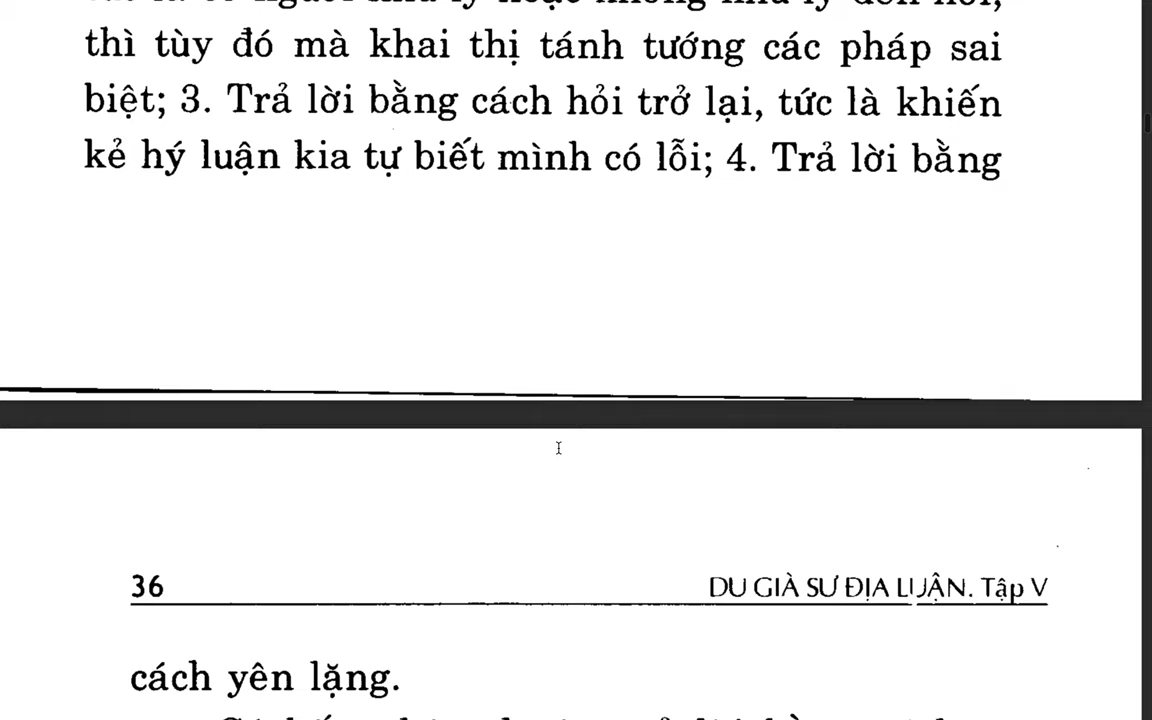 thì tùy đó mà khai thị tánh tướng các pháp sai
biệt; 3. Trả lời bằng cách hỏi trở lại, tức là khiến
kẻ hý luận kia tự biết mình có lỗi; 4. Trả lời bằng
36 DU GIÀ SƯ ĐỊA LUẬN. Tập V
cách yên lặng.